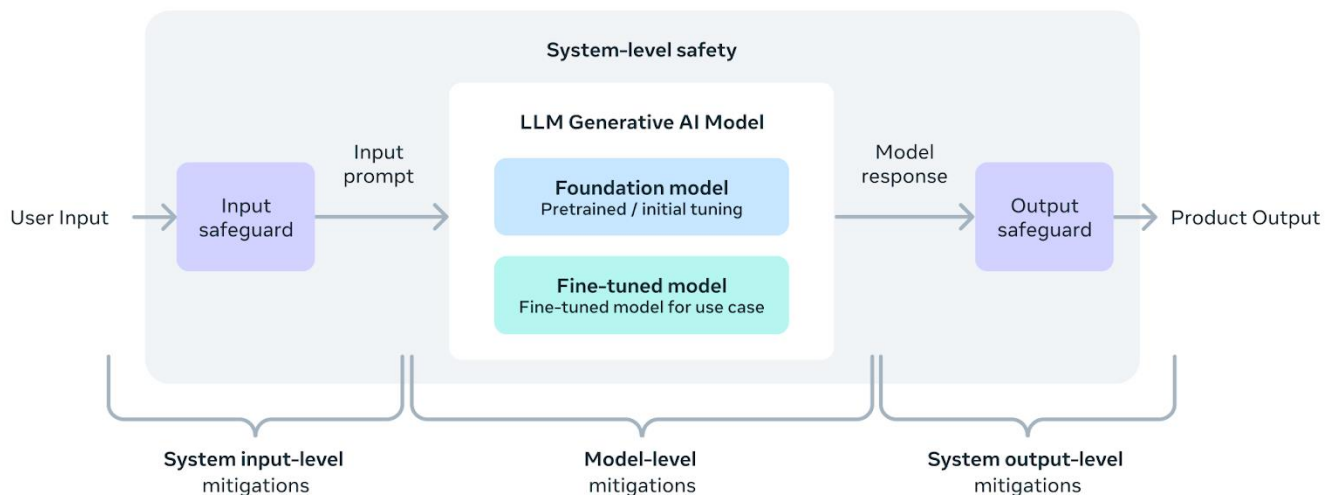 System-level safety
LLM Generative AI Model
Input
prompt
Model
response
Foundation model
Pretrained / initial tuning
User Input
Input
safeguard
Output
safeguard
Product Output
Fine-tuned model
Fine-tuned model for use case
System input-level
mitigations
Model-level
mitigations
System output-level
mitigations